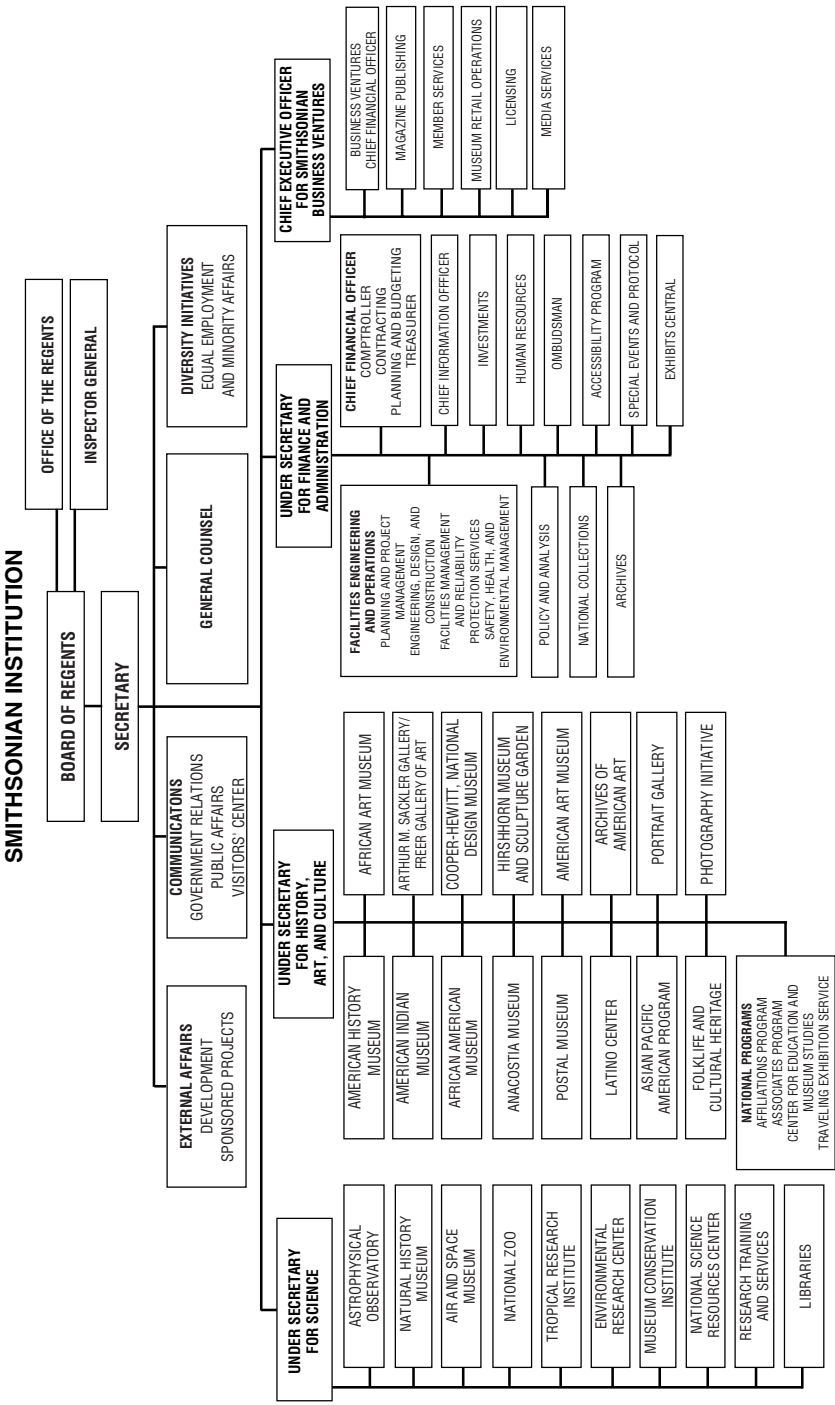 SMITHSONIAN INSTITUTION
BOARD OF REGENTS
OFFICE OF THE REGENTS
INSPECTOR GENERAL
SECRETARY
EXTERNAL AFFAIRS
DEVELOPMENT
SPONSORED PROJECTS
COMMUNICATONS
GOVERNMENT RELATIONS
PUBLIC AFFAIRS
VISITORS' CENTER
GENERAL COUNSEL
DIVERSITY INITIATIVES
EQUAL EMPLOYMENT
AND MINORITY AFFAIRS
UNDER SECRETARY
FOR SCIENCE
ASTROPHYSICAL
OBSERVATORY
NATURAL HISTORY
MUSEUM
AIR AND SPACE
MUSEUM
NATIONAL ZOO
TROPICAL RESEARCH
INSTITUTE
ENVIRONMENTAL
RESEARCH CENTER
MUSEUM CONSERVATION
INSTITUTE
NATIONAL SCIENCE
RESOURCES CENTER
RESEARCH TRAINING
AND SERVICES
LIBRARIES
UNDER SECRETARY
FOR HISTORY,
ART, AND CULTURE
AMERICAN HISTORY
MUSEUM
AMERICAN INDIAN
MUSEUM
AFRICAN AMERICAN
MUSEUM
ANACOSTIA MUSEUM
POSTAL MUSEUM
LATINO CENTER
ASIAN PACIFIC
AMERICAN PROGRAM
FOLKLIFE AND
CULTURAL HERITAGE
NATIONAL PROGRAMS
AFFILIATIONS PROGRAM
ASSOCIATES PROGRAM
CENTER FOR EDUCATION AND
MUSEUM STUDIES
TRAVELING EXHIBITION SERVICE
AFRICAN ART MUSEUM
ARTHUR M. SACKLER GALLERY/
FREER GALLERY OF ART
COOPER-HEWITT, NATIONAL
DESIGN MUSEUM
HIRSHHORN MUSEUM
AND SCULPTURE GARDEN
AMERICAN ART MUSEUM
ARCHIVES OF
AMERICAN ART
PORTRAIT GALLERY
PHOTOGRAPHY INITIATIVE
UNDER SECRETARY
FOR FINANCE AND
ADMINISTRATION
FACILITIES ENGINEERING
AND OPERATIONS
PLANNING AND PROJECT
MANAGEMENT
ENGINEERING, DESIGN, AND
CONSTRUCTION
FACILITIES MANAGEMENT
AND RELIABILITY
PROTECTION SERVICES
SAFETY, HEALTH, AND
ENVIRONMENTAL MANAGEMENT
POLICY AND ANALYSIS
NATIONAL COLLECTIONS
ARCHIVES
CHIEF FINANCIAL OFFICER
COMPTROLLER
CONTRACTING
PLANNING AND BUDGETING
TREASURER
CHIEF INFORMATION OFFFICER
INVESTMENTS
HUMAN RESOURCES
OMBUDSMAN
ACCESSIBILITY PROGRAM
SPECIAL EVENTS AND PROTOCOL
EXHIBITS CENTRAL
CHIEF EXECUTIVE OFFICER
FOR SMITHSONIAN
BUSINESS VENTURES
BUSINESS VENTURES
CHIEF FINANCIAL OFFICER
MAGAZINE PUBLISHING
MEMBER SERVICES
MUSEUM RETAIL OPERATIONS
LICENSING
MEDIA SERVICES